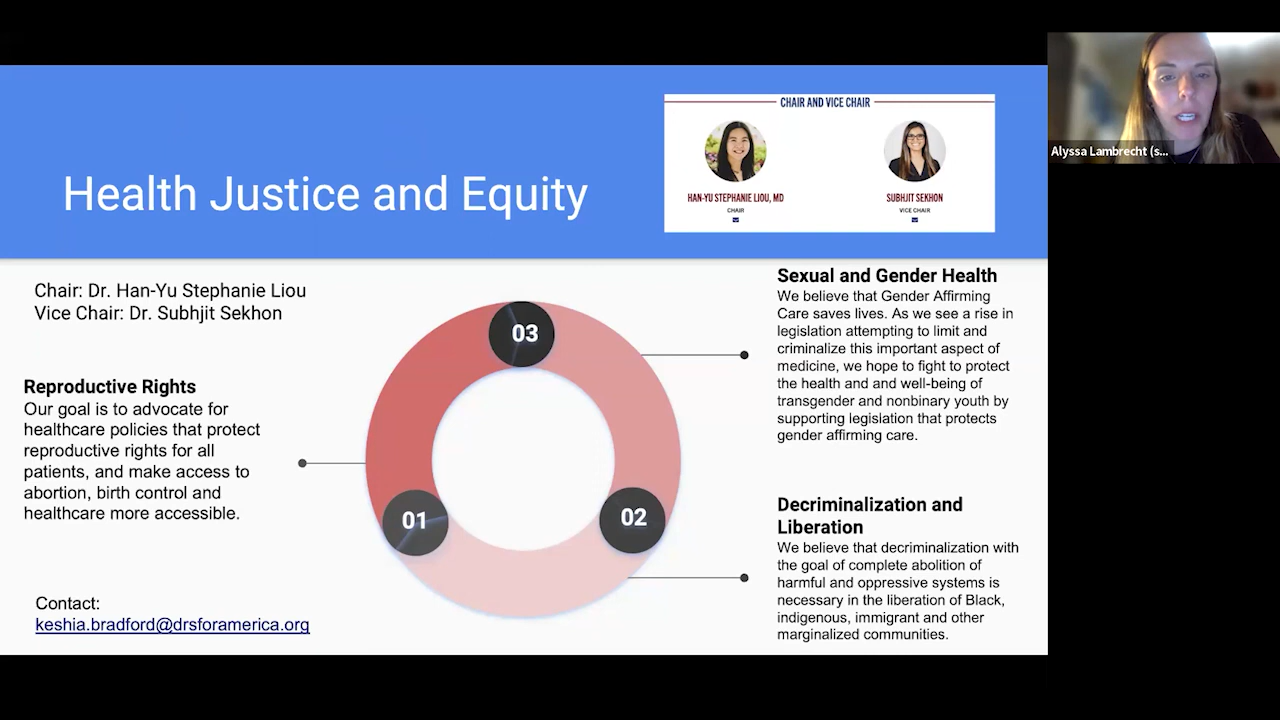 Health Justice and Equity
CHAIR AND VICE CHAIR
HAN-YU STEPHANIE LIOU, MD
CHAIR
SUBHJIT SEKHON
VICE CHAIR
Alyssa Lambrecht (s...
Chair: Dr. Han-Yu Stephanie Liou
Vice Chair: Dr. Subhjit Sekhon
Reproductive Rights
Our goal is to advocate for
healthcare policies that protect
reproductive rights for all
patients, and make access to
abortion, birth control and
healthcare more accessible.
Contact:
keshia.bradford@drsforamerica.org
03
01
02
Sexual and Gender Health
We believe that Gender Affirming
Care saves lives. As we see a rise in
legislation attempting to limit and
criminalize this important aspect of
medicine, we hope to fight to protect
the health and and well-being of
transgender and nonbinary youth by
supporting legislation that protects
gender affirming care.
Decriminalization and
Liberation
We believe that decriminalization with
the goal of complete abolition of
harmful and oppressive systems is
necessary in the liberation of Black,
indigenous, immigrant and other
marginalized communities.